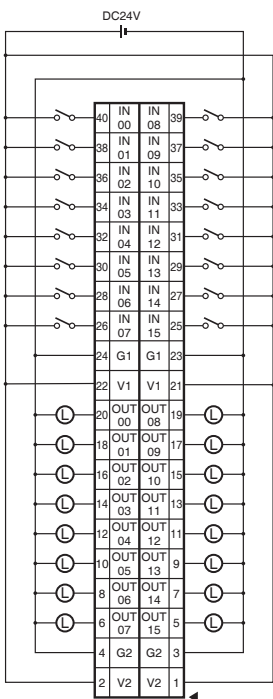 DC24V
40 IN 00 IN 08 39
38 IN 01 IN 09 37
36 IN 02 IN 10 35
34 IN 03 IN 11 33
32 IN 04 IN 12 31
30 IN 05 IN 13 29
28 IN 06 IN 14 27
26 IN 07 IN 15 25
24 G1 G1 23
22 V1 V1 21
L 20 OUT 00 OUT 08 19 L
L 18 OUT 01 OUT 09 17 L
L 16 OUT 02 OUT 10 15 L
L 14 OUT 03 OUT 11 13 L
L 12 OUT 04 OUT 12 11 L
L 10 OUT 05 OUT 13 9 L
L 8 OUT 06 OUT 14 7 L
L 6 OUT 07 OUT 15 5 L
4 G2 G2 3
2 V2 V2 1